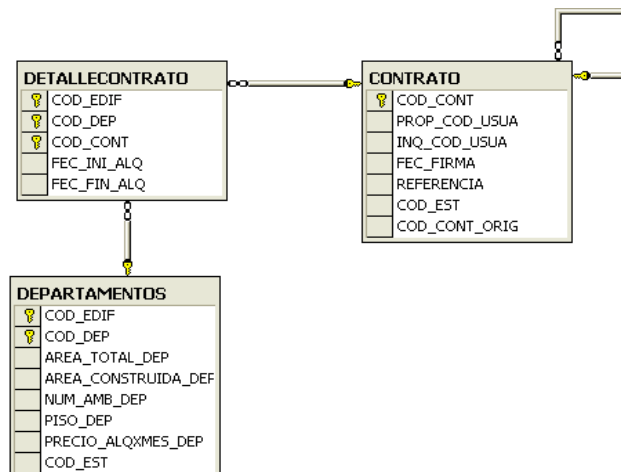 DETALLECONTRATO
COD_EDIF
COD_DEP
COD_CONT
FEC_INI_ALQ
FEC_FIN_ALQ
CONTRATO
COD_CONT
PROP_COD_USUA
INQ_COD_USUA
FEC_FIRMA
REFERENCIA
COD_EST
COD_CONT_ORIG
DEPARTAMENTOS
COD_EDIF
COD_DEP
AREA_TOTAL_DEP
AREA_CONSTRUIDA_DEP
NUM_AMB_DEP
PISO_DEP
PRECIO_ALQXMES_DEP
COD_EST